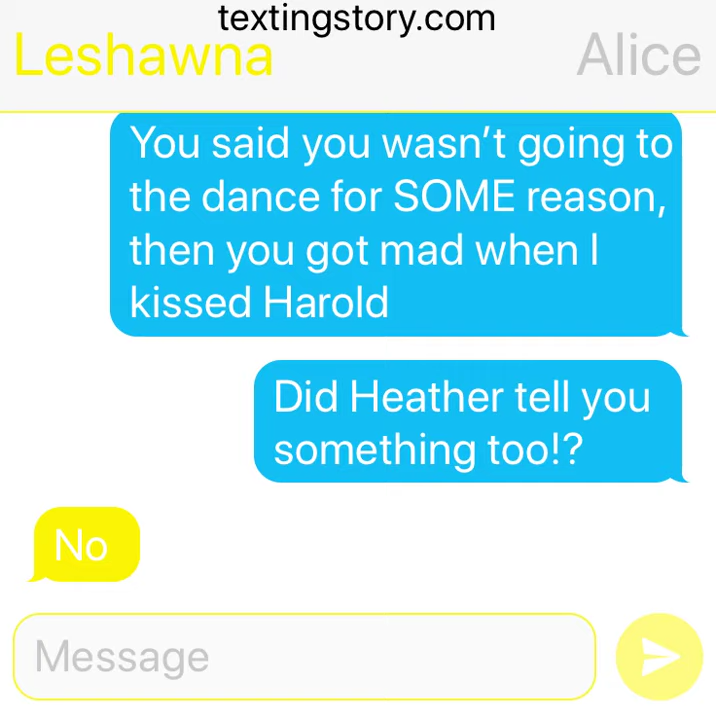 textingstory.com
Leshawna Alice
You said you wasn’t going to
the dance for SOME reason,
then you got mad when I
kissed Harold
Did Heather tell you
something too!?
No
Message